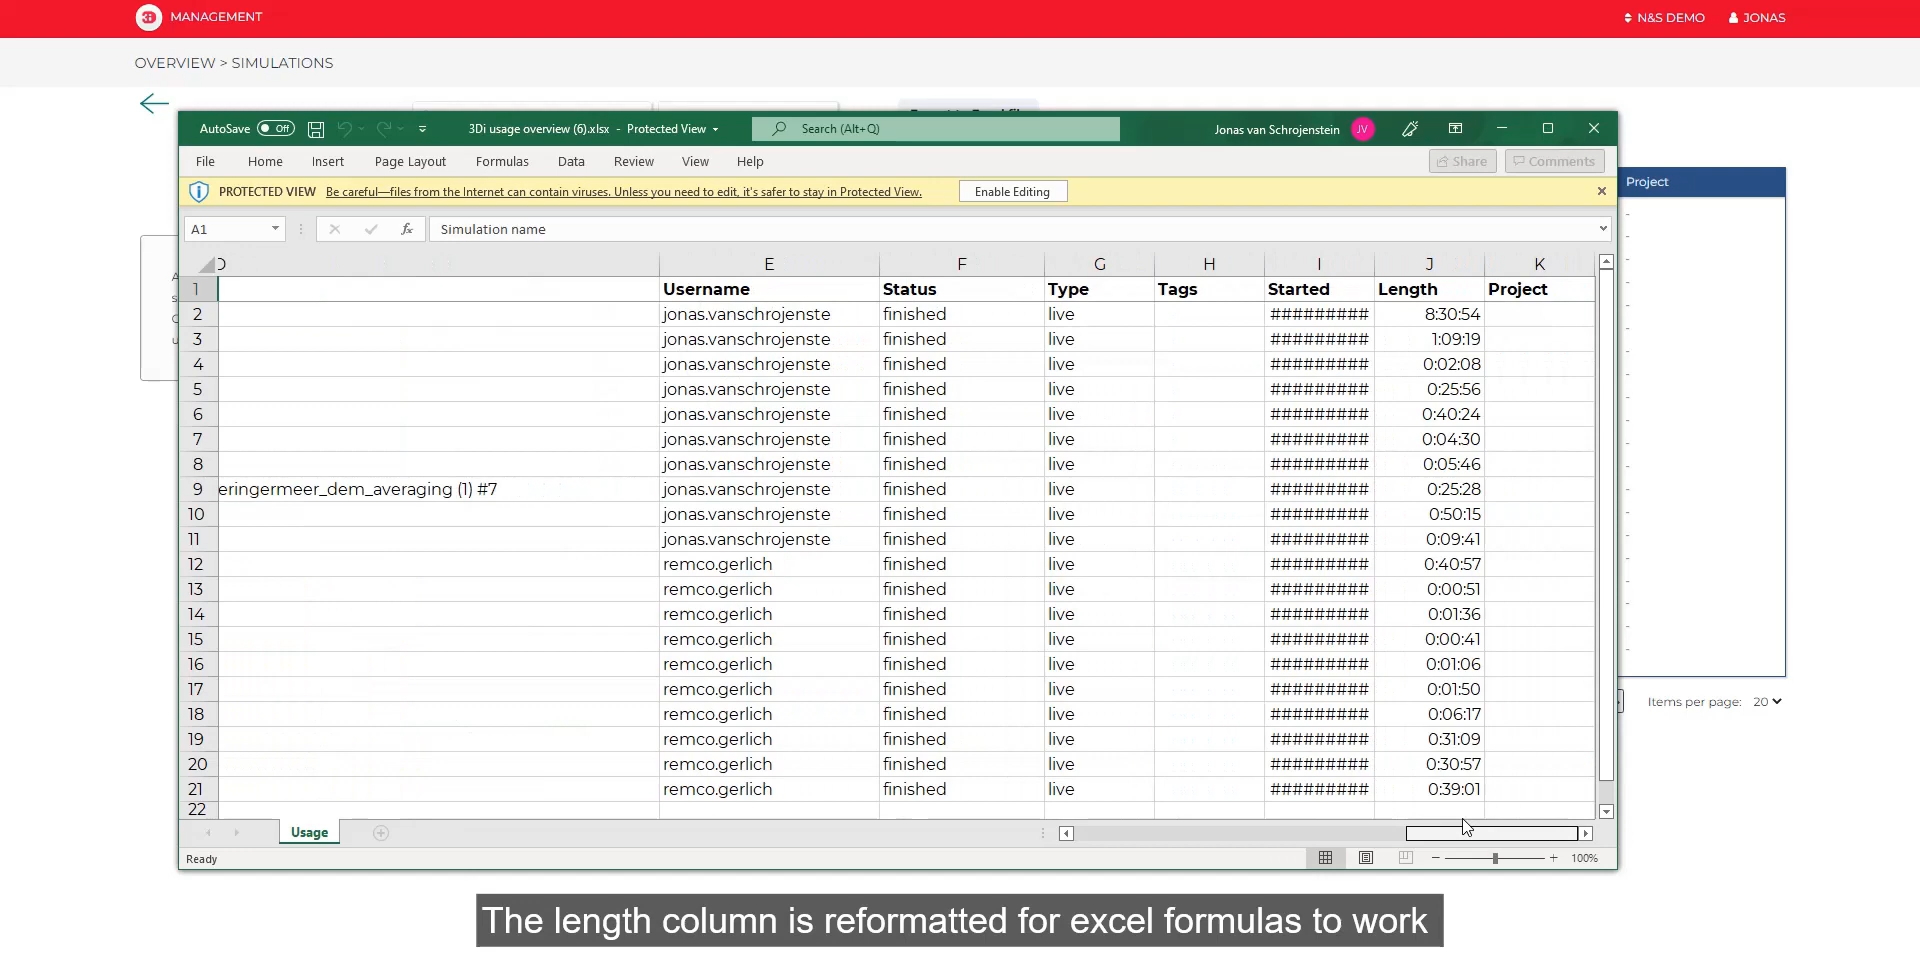 MANAGEMENT
N&S DEMO
JONAS
OVERVIEW > SIMULATIONS
AutoSave Off
3Di usage overview (6).xlsx - Protected View
Search (Alt+Q)
Jonas van Schrojenstein JV
File Home Insert Page Layout Formulas Data Review View Help
Share Comments
PROTECTED VIEW Be careful—files from the Internet can contain viruses. Unless you need to edit, it's safer to stay in Protected View. Enable Editing
Project
A1 fx Simulation name
D E F G H I J K
1 Username Status Type Tags Started Length Project
2 jonas.vanschrojenste finished live ######### 8:30:54
3 jonas.vanschrojenste finished live ######### 1:09:19
4 jonas.vanschrojenste finished live ######### 0:02:08
5 jonas.vanschrojenste finished live ######### 0:25:56
6 jonas.vanschrojenste finished live ######### 0:40:24
7 jonas.vanschrojenste finished live ######### 0:04:30
8 jonas.vanschrojenste finished live ######### 0:05:46
9 eringermeer_dem_averaging (1) #7 jonas.vanschrojenste finished live ######### 0:25:28
10 jonas.vanschrojenste finished live ######### 0:50:15
11 jonas.vanschrojenste finished live ######### 0:09:41
12 remco.gerlich finished live ######### 0:40:57
13 remco.gerlich finished live ######### 0:00:51
14 remco.gerlich finished live ######### 0:01:36
15 remco.gerlich finished live ######### 0:00:41
16 remco.gerlich finished live ######### 0:01:06
17 remco.gerlich finished live ######### 0:01:50
18 remco.gerlich finished live ######### 0:06:17
19 remco.gerlich finished live ######### 0:31:09
20 remco.gerlich finished live ######### 0:30:57
21 remco.gerlich finished live ######### 0:39:01
22
Items per page: 20
Usage
Ready
100%
The length column is reformatted for excel formulas to work